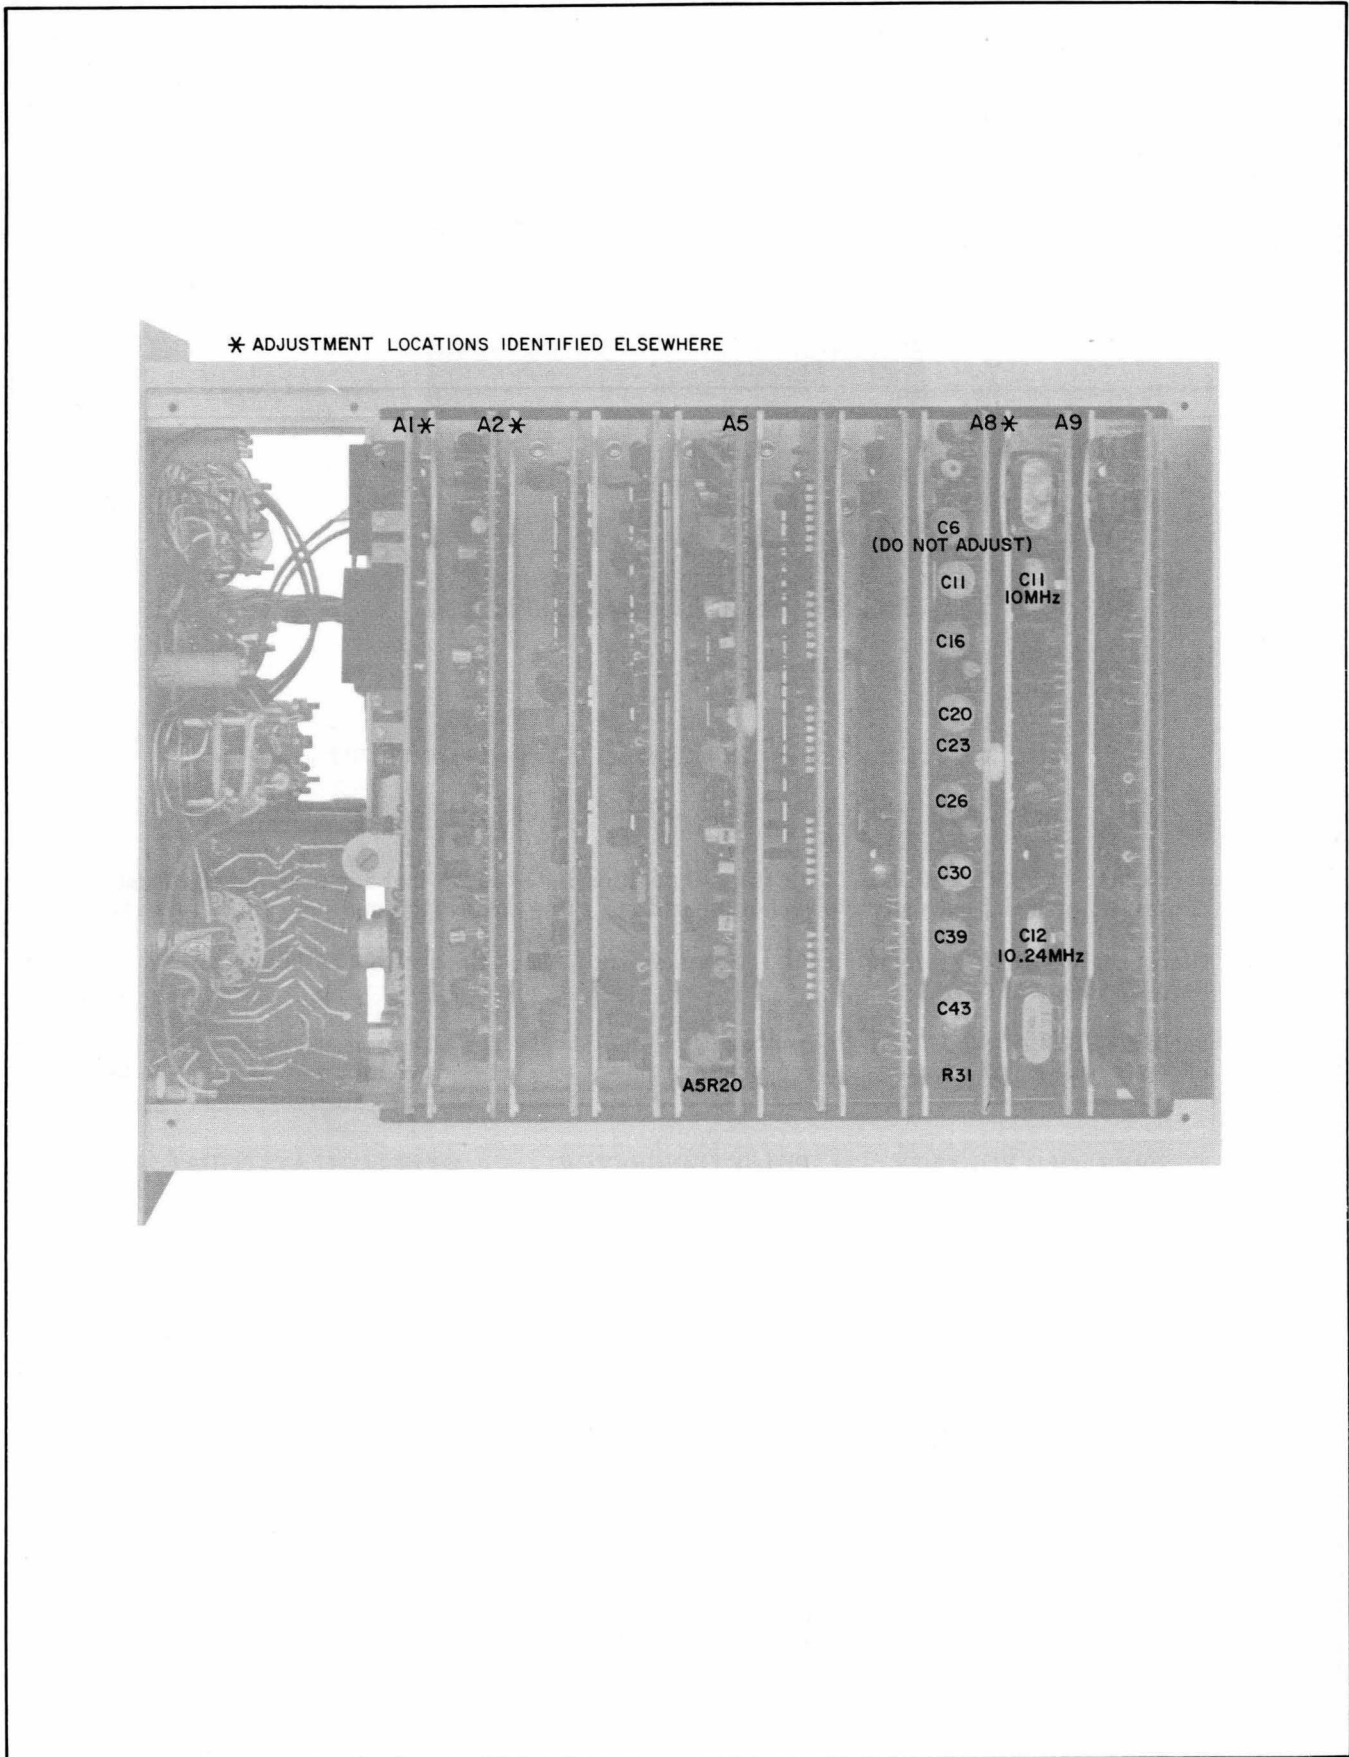 * ADJUSTMENT LOCATIONS IDENTIFIED ELSEWHERE
A1* A2* A5 A8* A9
C6
(DO NOT ADJUST)
C11 C11
10MHz
C16
C20
C23
C26
C30
C39 C12
10.24MHz
C43
R31
A5R20